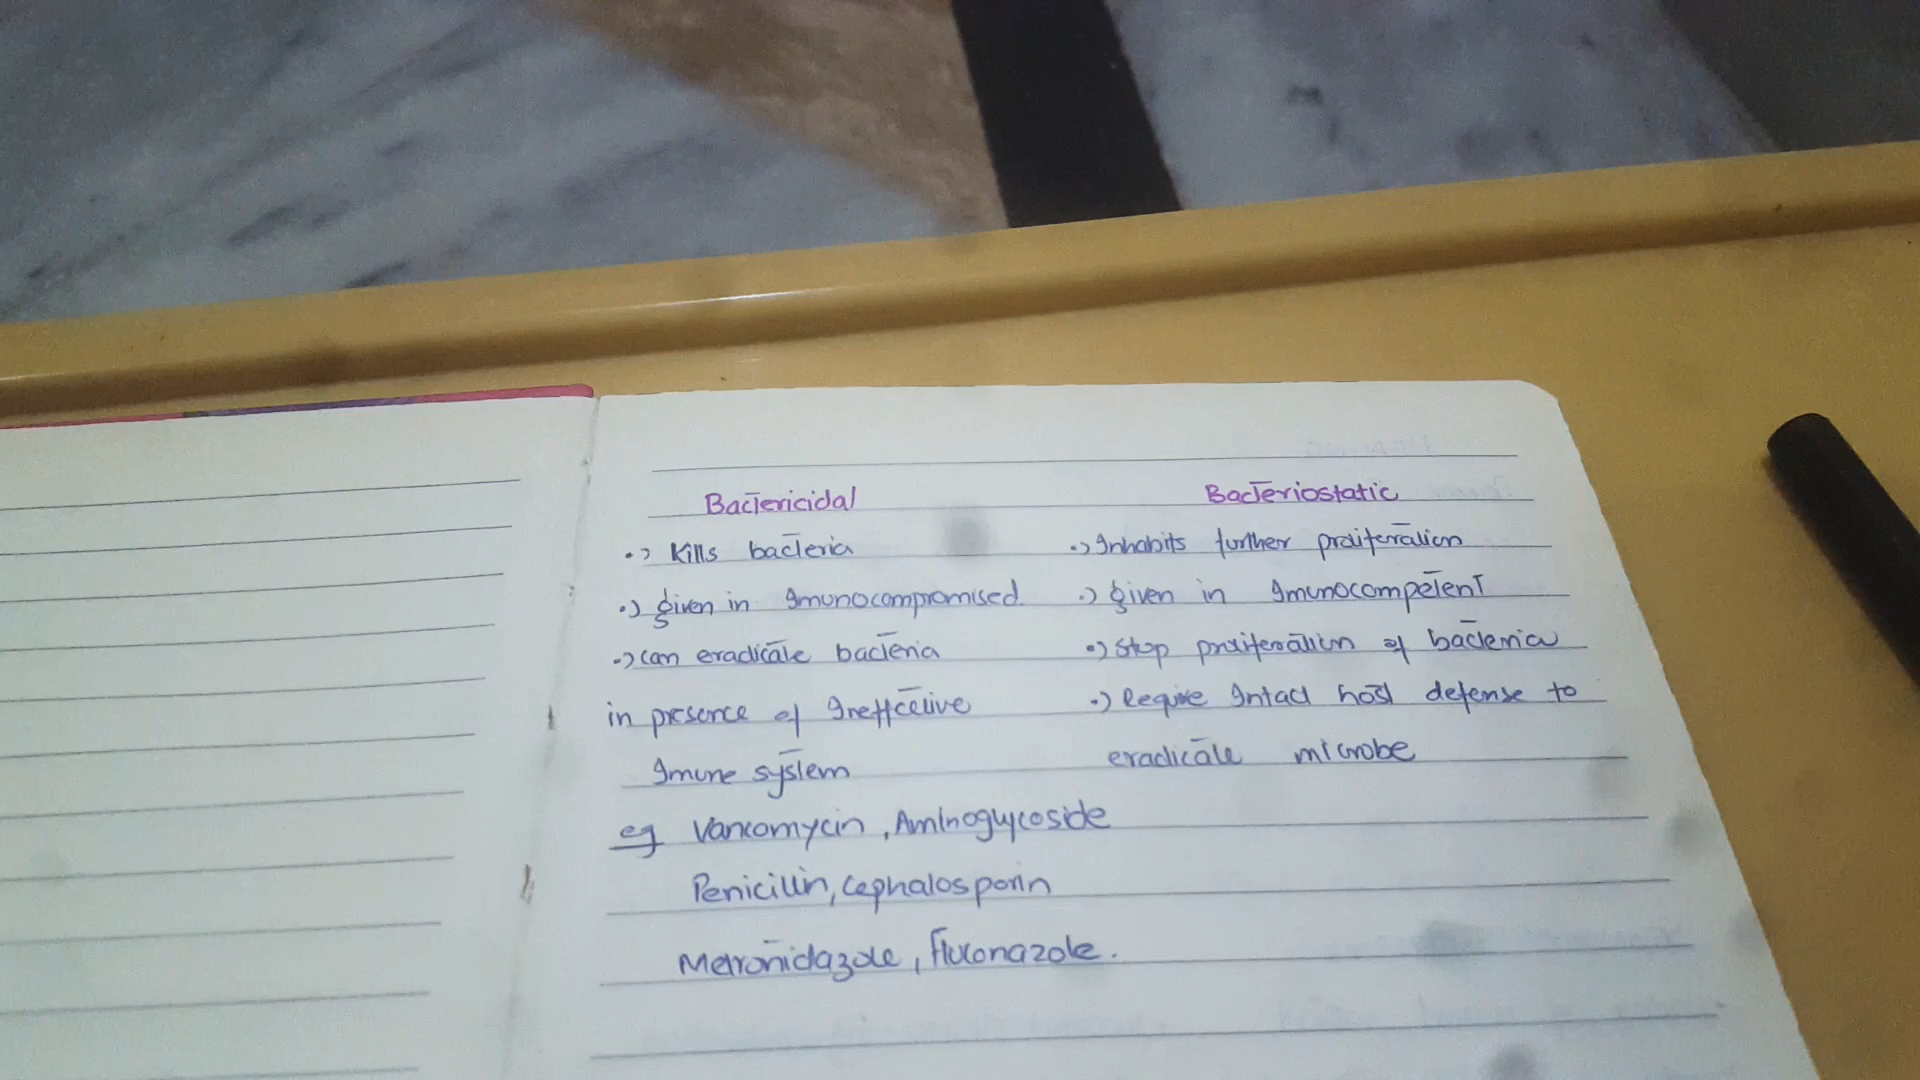 Bactericidal Bacteriostatic
•> Kills bacteria •> Inhabits further proliferation
•> given in Imunocompromised. •> given in Imunocompetent
•> can eradicate bacteria •> Stop proliferation of bacteria
in presence of Ineffective •> Require Intact host defense to
Imune system eradicate microbe
eg Vancomycin, Aminoglycoside
Penicillin, Cephalosporin
Metronidazole, Fluconazole.